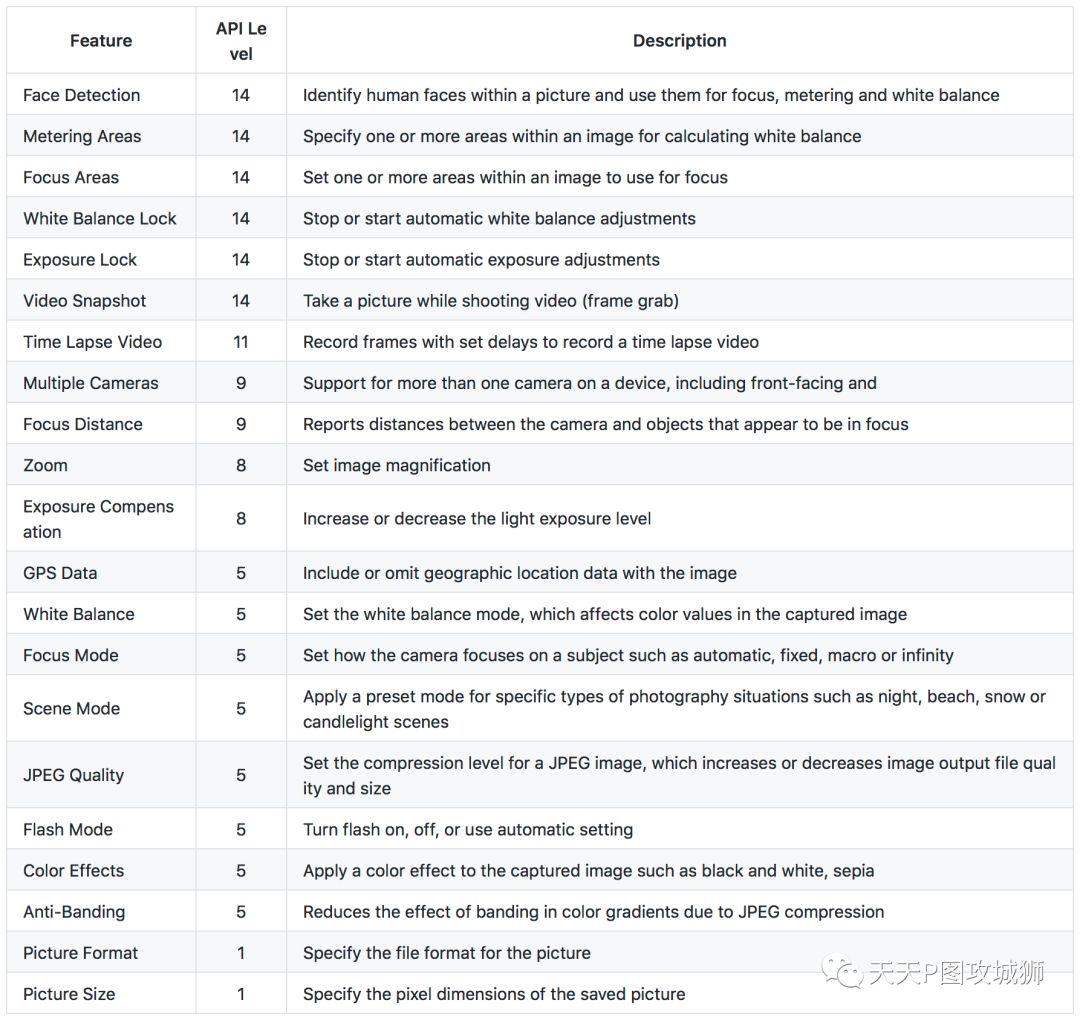 Feature API Le Description
vel
Face Detection 14 Identify human faces within a picture and use them for focus, metering and white balance
Metering Areas 14 Specify one or more areas within an image for calculating white balance
Focus Areas 14 Set one or more areas within an image to use for focus
White Balance Lock 14 Stop or start automatic white balance adjustments
Exposure Lock 14 Stop or start automatic exposure adjustments
Video Snapshot 14 Take a picture while shooting video (frame grab)
Time Lapse Video 11 Record frames with set delays to record a time lapse video
Multiple Cameras 9 Support for more than one camera on a device, including front-facing and
Focus Distance 9 Reports distances between the camera and objects that appear to be in focus
Zoom 8 Set image magnification
Exposure Compens
ation 8 Increase or decrease the light exposure level
GPS Data 5 Include or omit geographic location data with the image
White Balance 5 Set the white balance mode, which affects color values in the captured image
Focus Mode 5 Set how the camera focuses on a subject such as automatic, fixed, macro or infinity
Scene Mode 5 Apply a preset mode for specific types of photography situations such as night, beach, snow or
candlelight scenes
JPEG Quality 5 Set the compression level for a JPEG image, which increases or decreases image output file qual
ity and size
Flash Mode 5 Turn flash on, off, or use automatic setting
Color Effects 5 Apply a color effect to the captured image such as black and white, sepia
Anti-Banding 5 Reduces the effect of banding in color gradients due to JPEG compression
Picture Format 1 Specify the file format for the picture
天天P图攻城狮
Picture Size 1 Specify the pixel dimensions of the saved picture